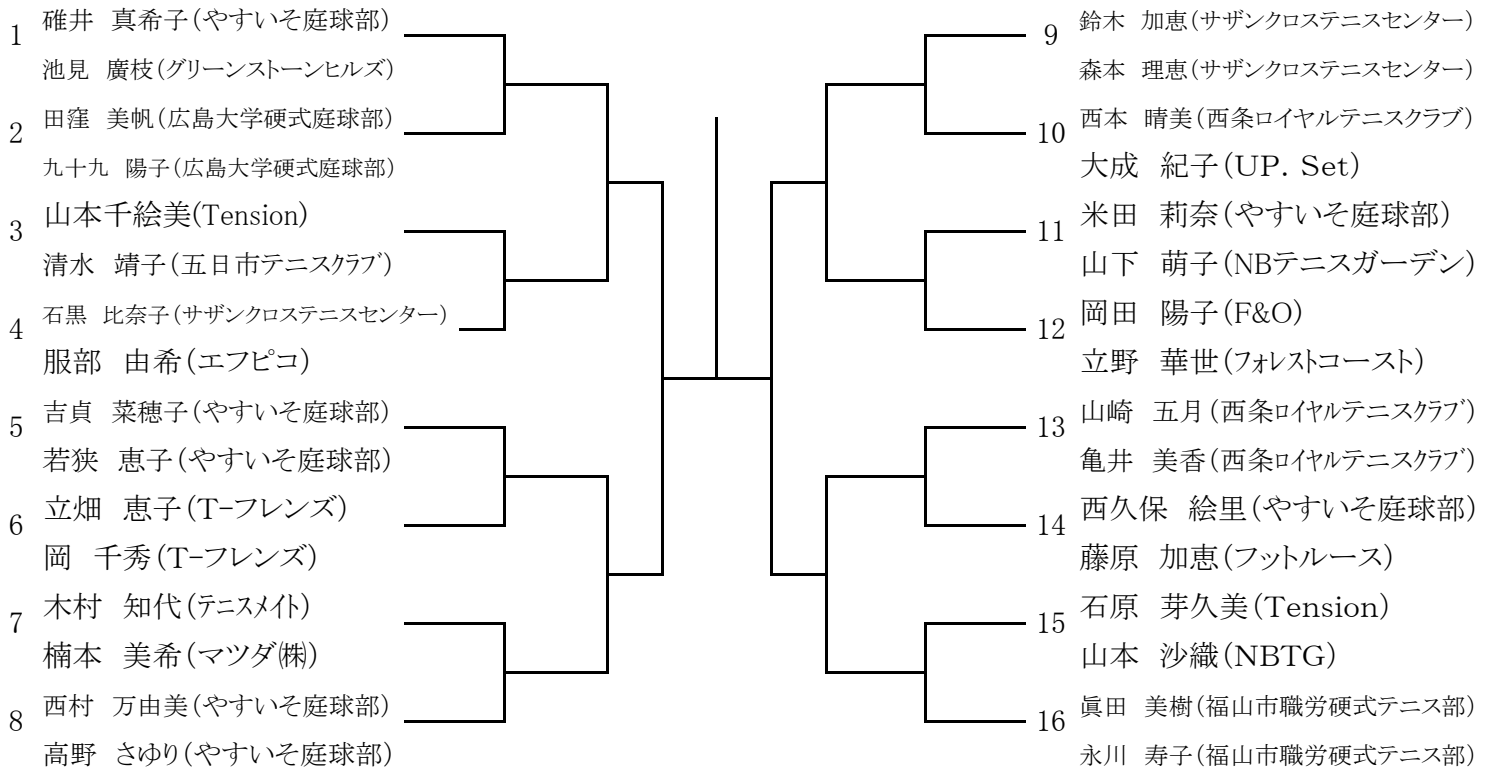 1
碓井　真希子(やすいそ庭球部)
池見　廣枝(グリーンストーンヒルズ)
2
田窪　美帆(広島大学硬式庭球部)
九十九　陽子(広島大学硬式庭球部)
3
山本千絵美(Tension)
清水　靖子(五日市テニスクラブ)
4
石黒　比奈子(サザンクロステニスセンター)
服部　由希(エフピコ)
5
吉貞　菜穂子(やすいそ庭球部)
若狭　恵子(やすいそ庭球部)
6
立畑　恵子(T-フレンズ)
岡　千秀(T-フレンズ)
7
木村　知代(テニスメイト)
楠本　美希(マツダ㈱)
8
西村　万由美(やすいそ庭球部)
高野　さゆり(やすいそ庭球部)
9
鈴木　加恵(サザンクロステニスセンター)
森本　理恵(サザンクロステニスセンター)
10
西本　晴美(西条ロイヤルテニスクラブ)
大成　紀子(UP. Set)
11
米田　莉奈(やすいそ庭球部)
山下　萌子(NBテニスガーデン)
12
岡田　陽子(F&O)
立野　華世(フォレストコースト)
13
山崎　五月(西条ロイヤルテニスクラブ)
亀井　美香(西条ロイヤルテニスクラブ)
14
西久保　絵里(やすいそ庭球部)
藤原　加恵(フットルース)
15
石原　芽久美(Tension)
山本　沙織(NBTG)
16
眞田　美樹(福山市職労硬式テニス部)
永川　寿子(福山市職労硬式テニス部)